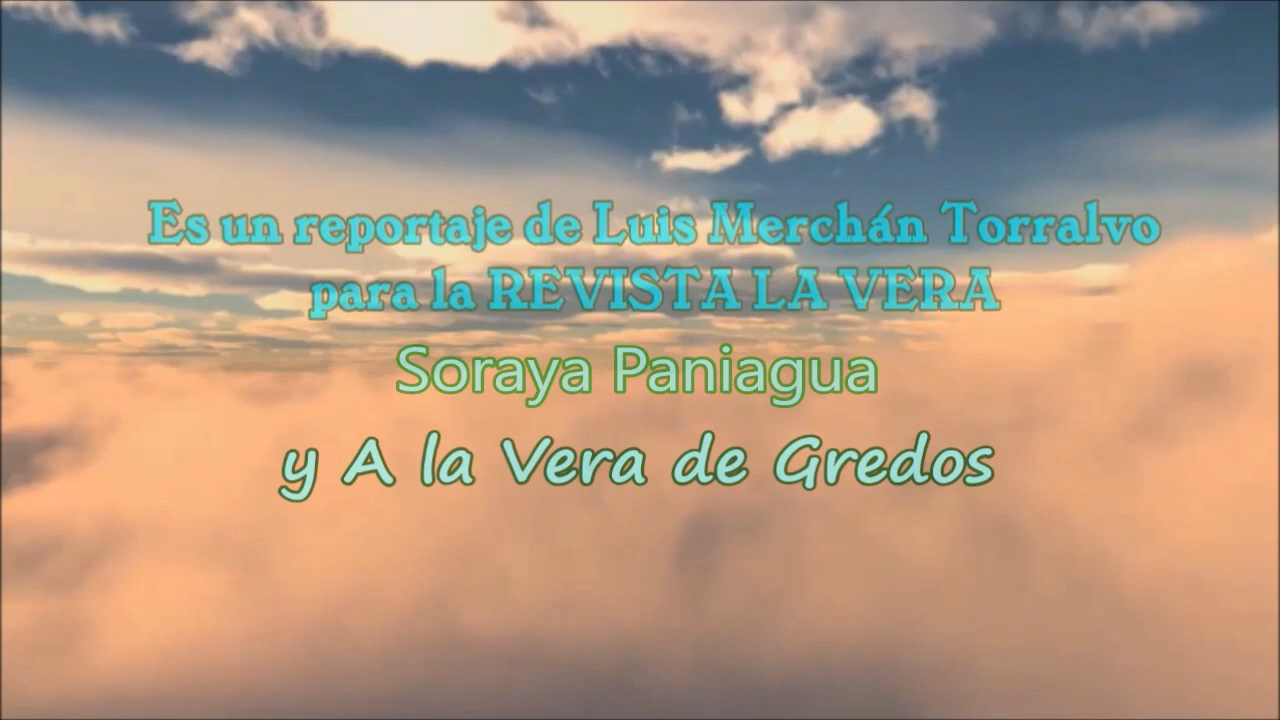 Es un reportaje de Luis Merchán Torralvo
para la REVISTA LA VERA
Soraya Paniagua
y A la Vera de Gredos